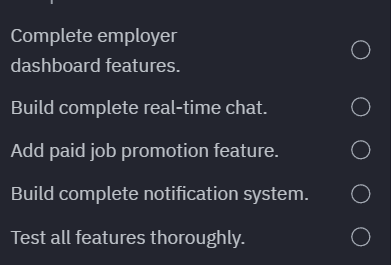 Complete employer
dashboard features.
Build complete real-time chat.
Add paid job promotion feature.
Build complete notification system.
Test all features thoroughly.